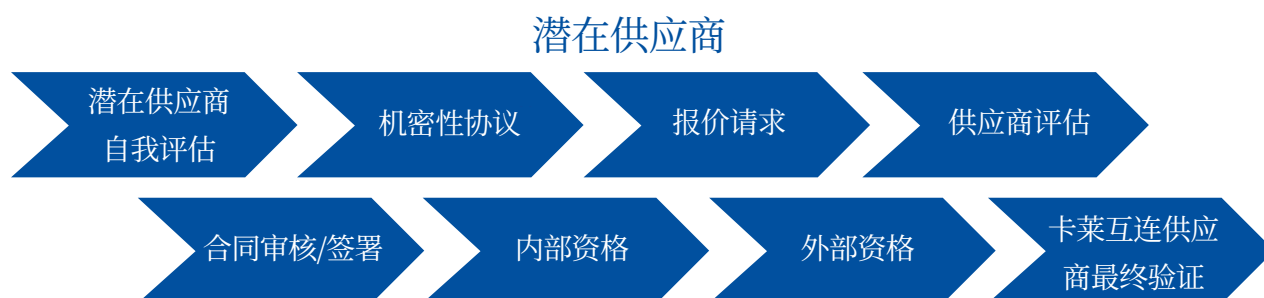 潜在供应商
潜在供应商
自我评估
机密性协议
报价请求
供应商评估
合同审核/签署
内部资格
外部资格
卡莱互连供应
商最终验证